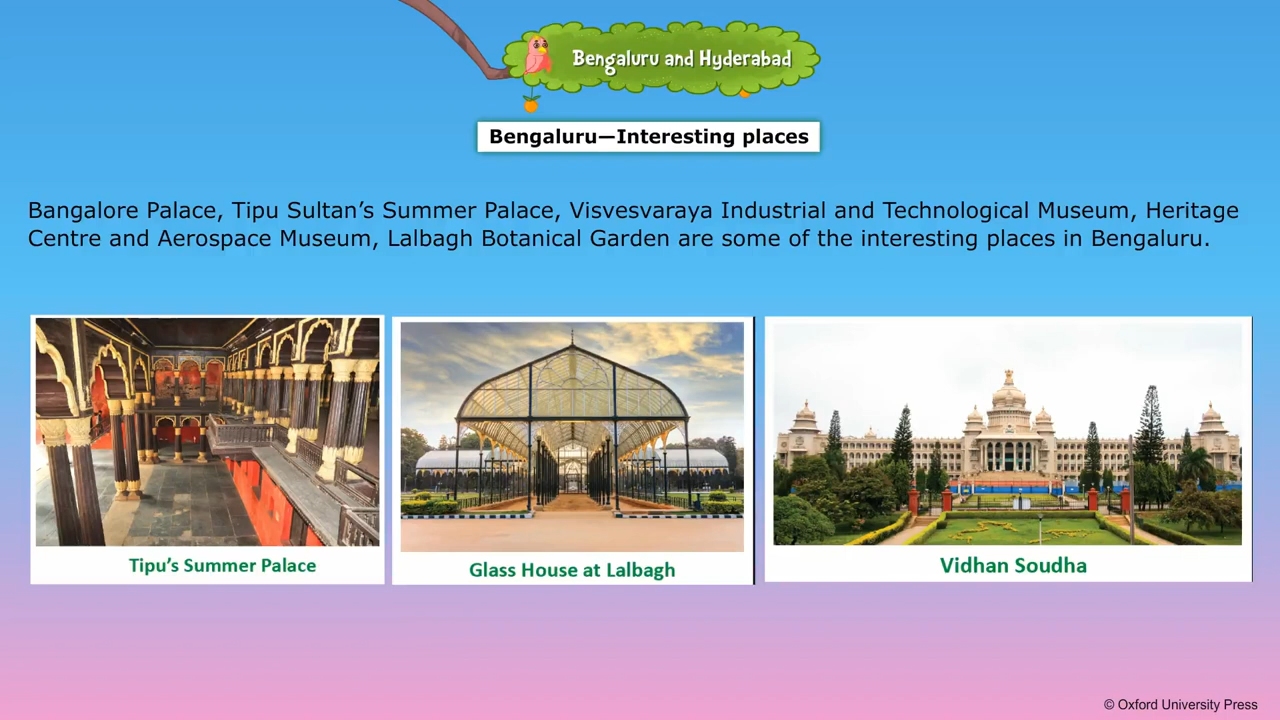 Bengaluru and Hyderabad
Bengaluru—Interesting places
Bangalore Palace, Tipu Sultan’s Summer Palace, Visvesvaraya Industrial and Technological Museum, Heritage
Centre and Aerospace Museum, Lalbagh Botanical Garden are some of the interesting places in Bengaluru.
Tipu’s Summer Palace
Glass House at Lalbagh
Vidhan Soudha
© Oxford University Press